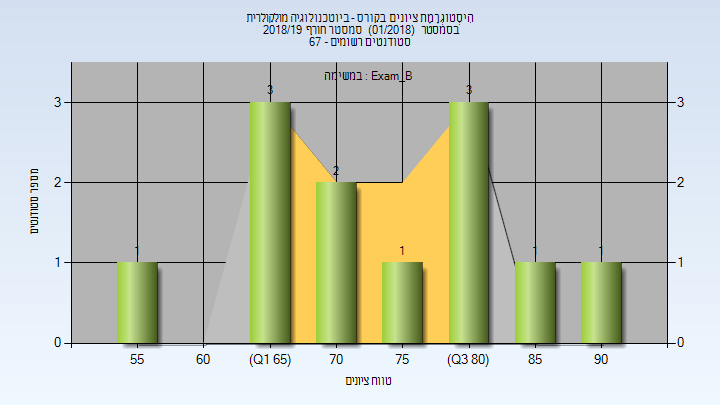 היסטוגרמת ציונים בקורס - ביוטכנולוגיה מולקולרית
בסמסטר (01/2018) סמסטר חורף 2018/19
סטודנטים רשומים - 67
במשימה : Exam_B
3 3
2
1 1 1 1
3 3
2 2
1 1
0 0
מספר סטודנטים
55 60 (Q1 65) 70 75 (Q3 80) 85 90
טווח ציונים